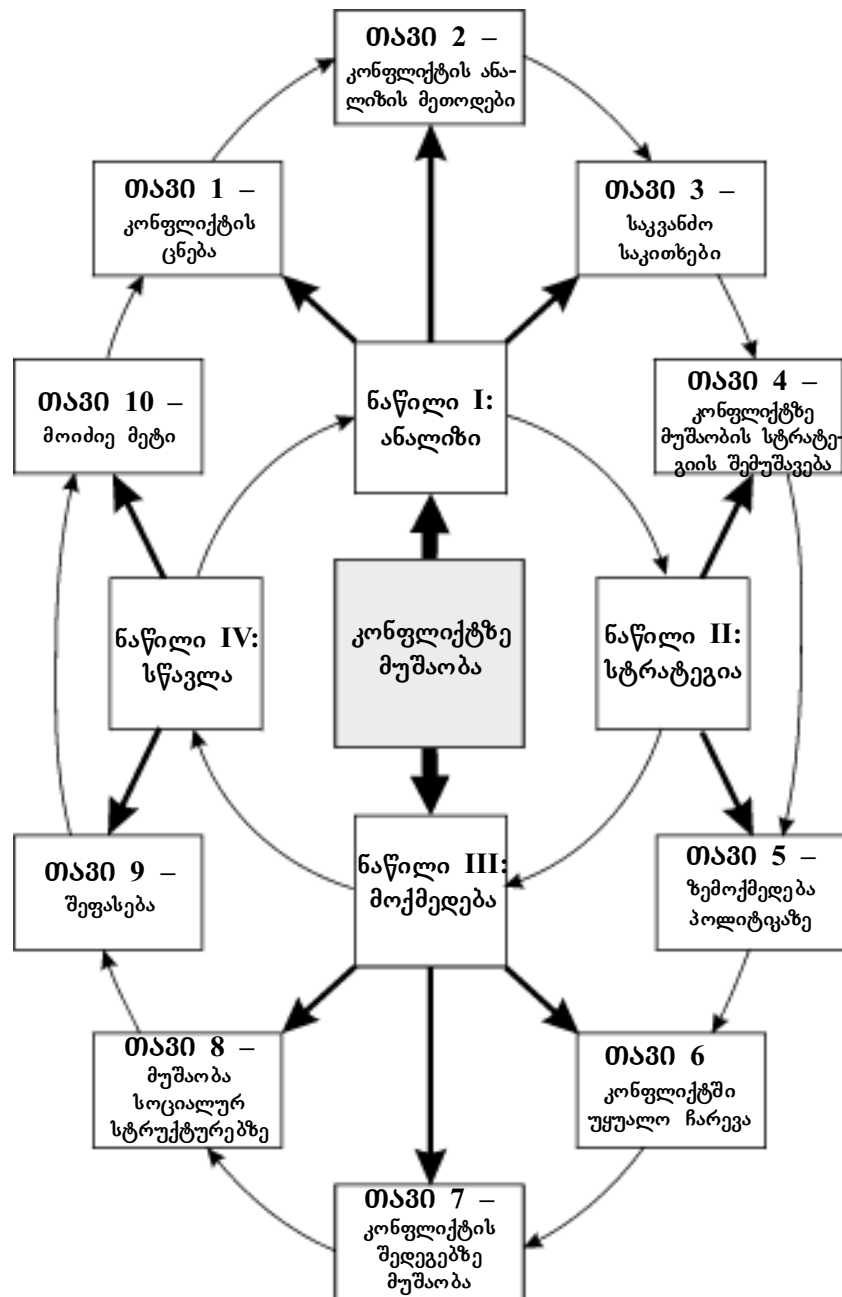 თავი 2 –
კონფლიქტის ანა-
ლიზის მეთოდები
თავი 1 –
კონფლიქტის
ცნება
თავი 3 –
საკვანძო
საკითხები
თავი 10 –
მოიძიე მეტი
ნაწილი I:
ანალიზი
თავი 4 –
კონფლიქტზე
მუშაობის სტრატე-
გიის შემუშავება
ნაწილი IV:
სწავლა
კონფლიქტზე
მუშაობა
ნაწილი II:
სტრატეგია
თავი 9 –
შეფასება
ნაწილი III:
მოქმედება
თავი 5 –
ზემოქმედება
პოლიტიკაზე
თავი 8 –
მუშაობა
სოციალურ
სტრუქტურებზე
თავი 6
კონფლიქტში
უყუალო ჩარევა
თავი 7 –
კონფლიქტის
შედეგებზე
მუშაობა